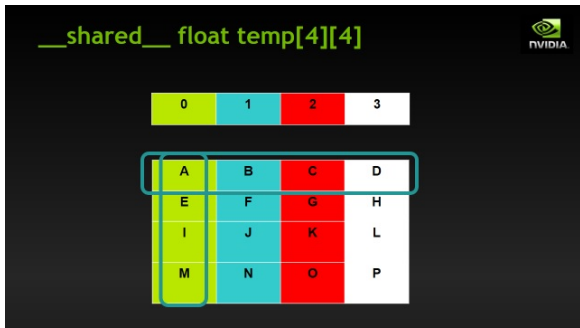 __shared__ float temp[4][4]
NVIDIA.
0 1 2 3
A B C D
E F G H
I J K L
M N O P